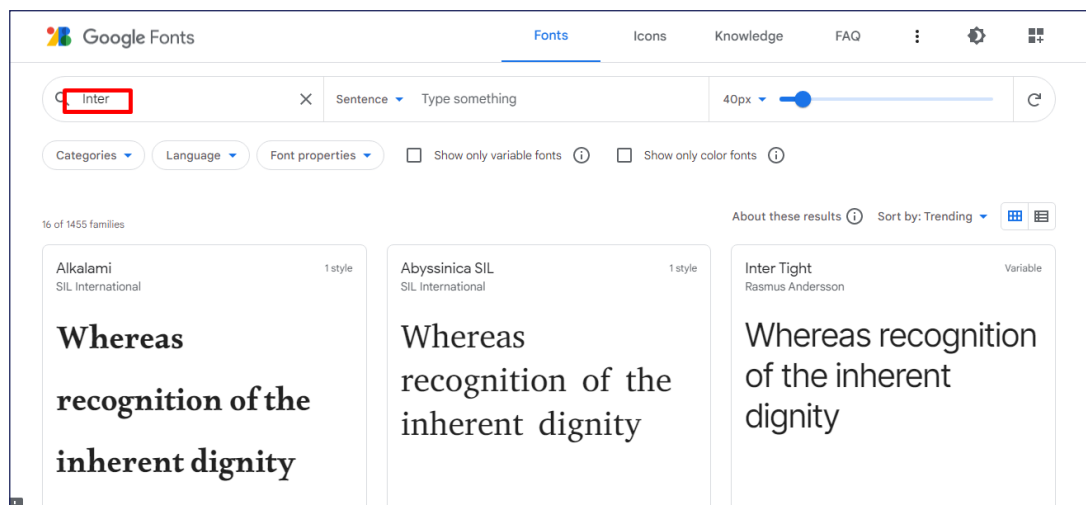 Google Fonts
Fonts
Icons
Knowledge
FAQ
Inter
Sentence
Type something
40px
Categories
Language
Font properties
Show only variable fonts
Show only color fonts
16 of 1455 families
About these results
Sort by: Trending
Alkalami
1 style
SIL International
Whereas
recognition of the
inherent dignity
Abyssinica SIL
1 style
SIL International
Whereas
recognition of the
inherent dignity
Inter Tight
Variable
Rasmus Andersson
Whereas recognition
of the inherent
dignity